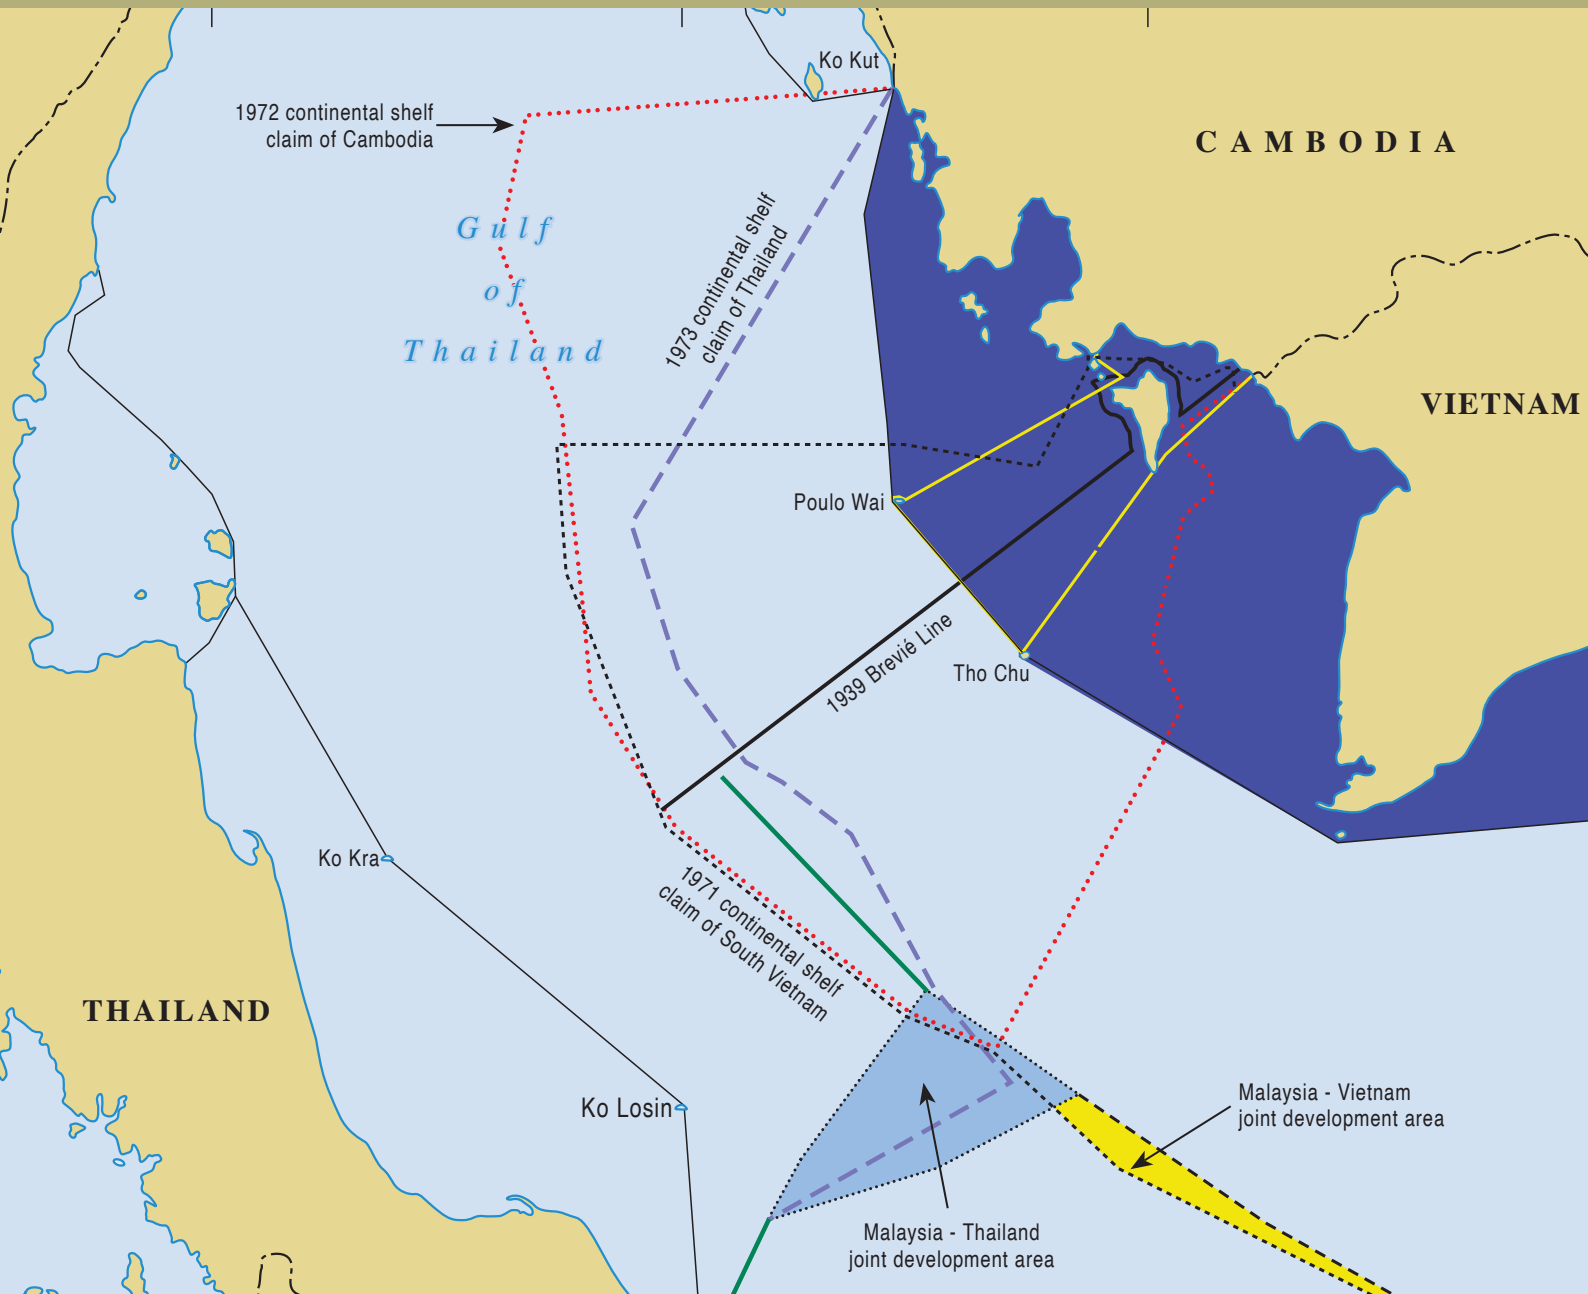 Ko Kut
1972 continental shelf
claim of Cambodia
CAMBODIA
Gulf
of
Thailand
1973 continental shelf
claim of Thailand
VIETNAM
Poulo Wai
1939 Brevié Line
Tho Chu
Ko Kra
1971 continental shelf
claim of South Vietnam
THAILAND
Ko Losin
Malaysia - Vietnam
joint development area
Malaysia - Thailand
joint development area